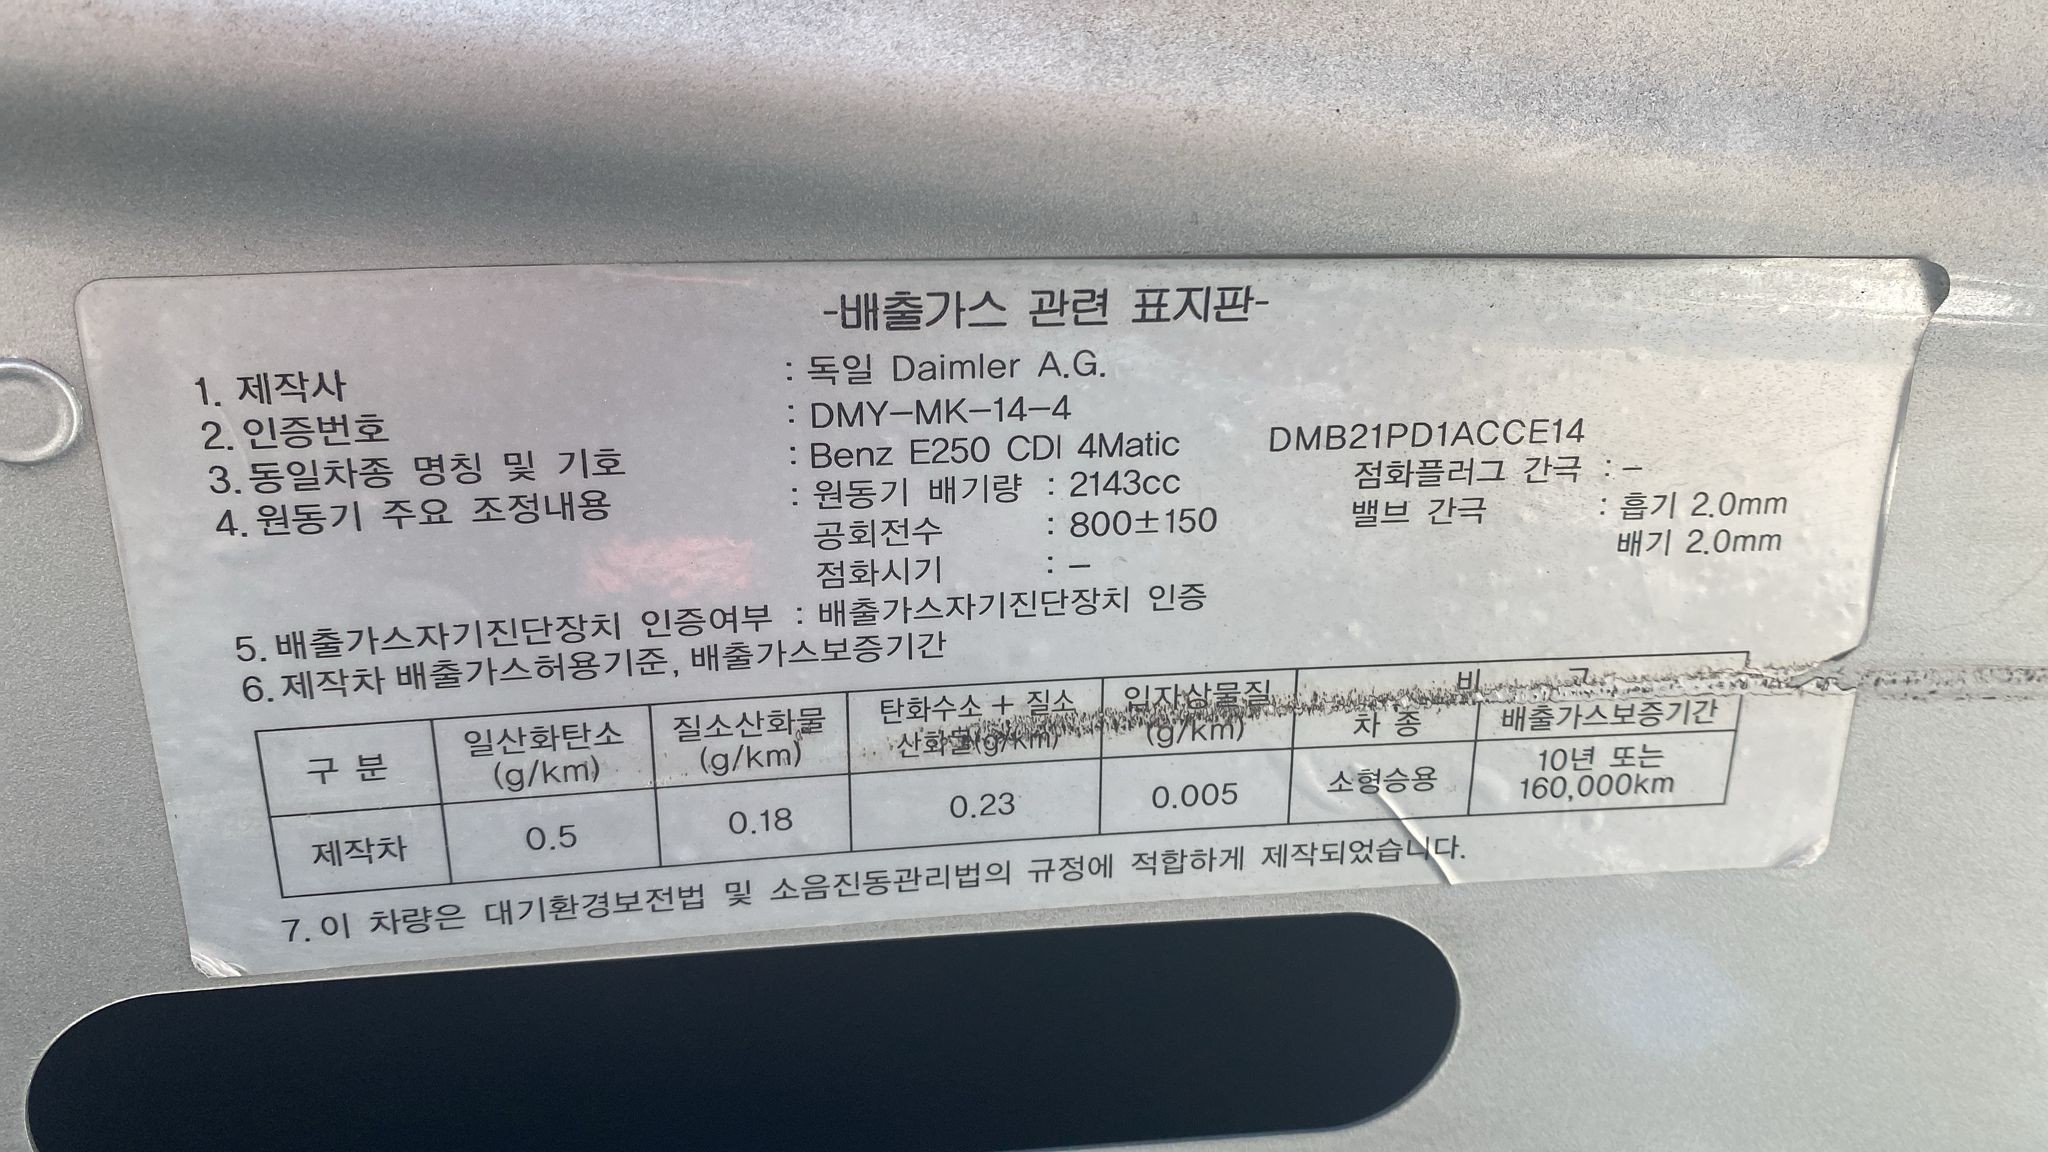 -배출가스 관련 표지판-
1. 제작사 : 독일 Daimler A.G.
2. 인증번호 : DMY-MK-14-4
3. 동일차종 명칭 및 기호 : Benz E250 CDI 4Matic DMB21PD1ACCE14
4. 원동기 주요 조정내용 : 원동기 배기량 : 2143cc 점화플러그 간극 : -
공회전수 : 800±150 밸브 간극 : 흡기 2.0mm
점화시기 : - 배기 2.0mm
5. 배출가스자기진단장치 인증여부 : 배출가스자기진단장치 인증
6. 제작차 배출가스허용기준, 배출가스보증기간
구 분 일산화탄소 (g/km) 질소산화물 (g/km) 탄화수소 + 질소 산화물(g/km) 입자상물질 (g/km) 비 고
차 종 배출가스보증기간
제작차 0.5 0.18 0.23 0.005 소형승용 10년 또는 160,000km
7. 이 차량은 대기환경보전법 및 소음진동관리법의 규정에 적합하게 제작되었습니다.